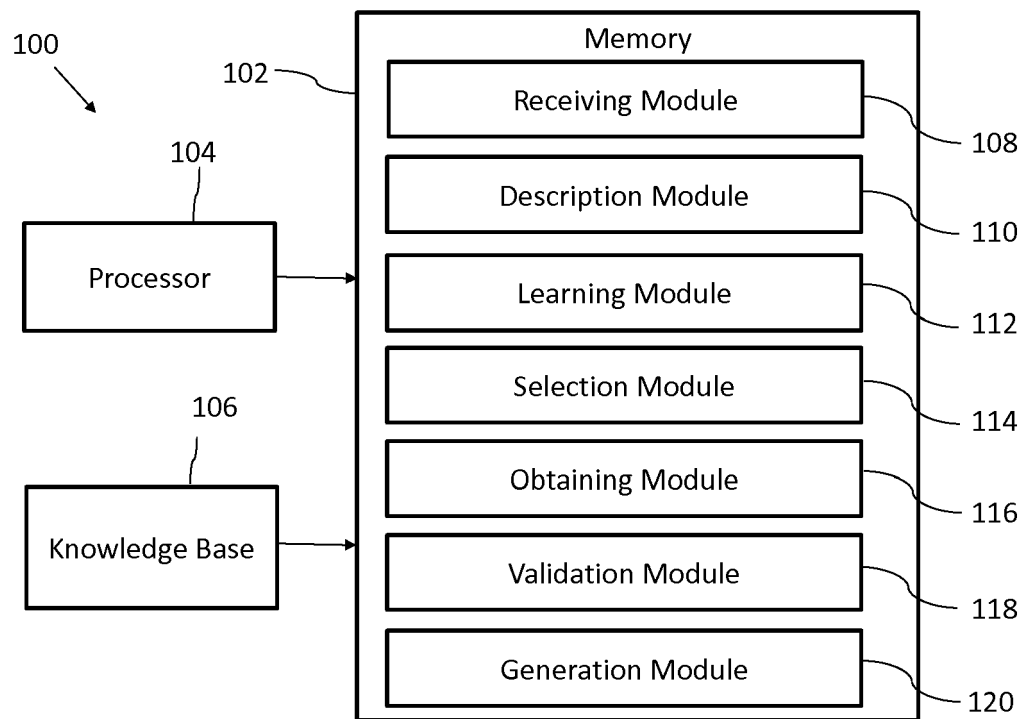 100
104
Processor
106
Knowledge Base
102
Memory
Receiving Module
108
Description Module
110
Learning Module
112
Selection Module
114
Obtaining Module
116
Validation Module
118
Generation Module
120